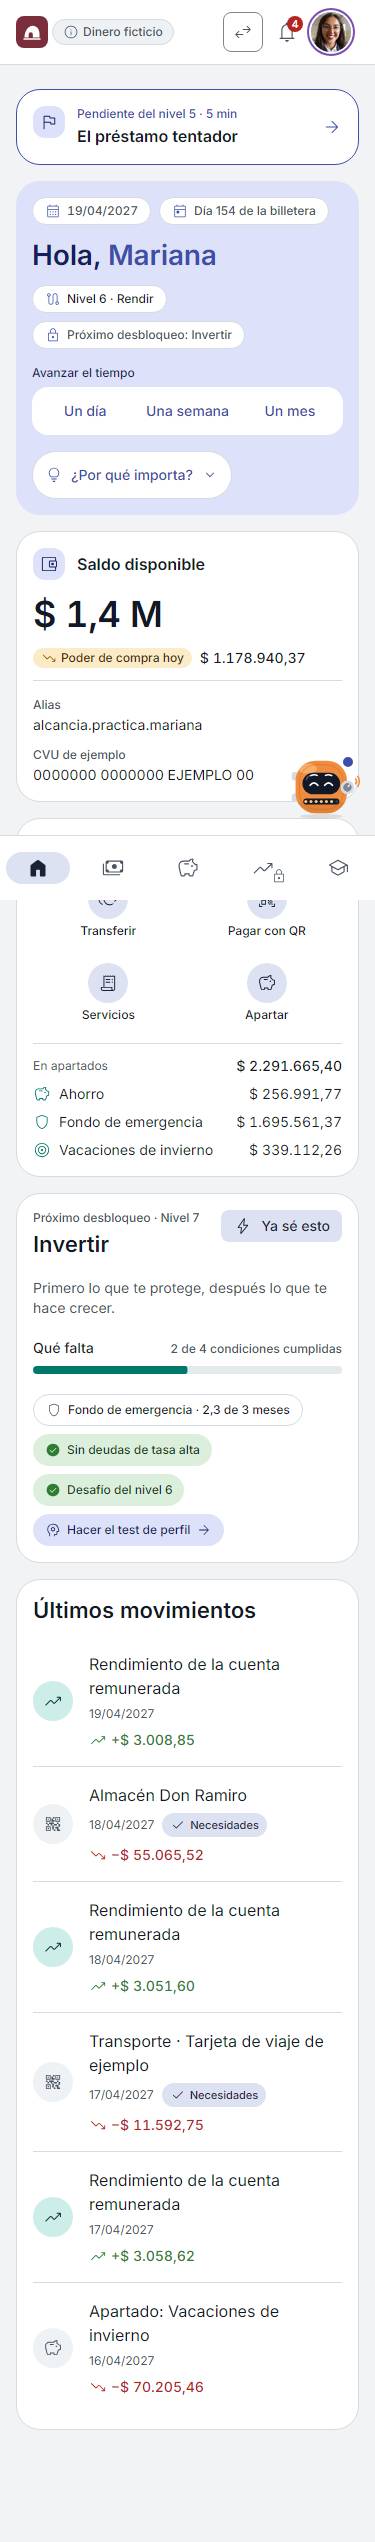 Dinero ficticio
4
Pendiente del nivel 5 · 5 min
El préstamo tentador
19/04/2027
Día 154 de la billetera
Hola, Mariana
Nivel 6 · Rendir
Próximo desbloqueo: Invertir
Avanzar el tiempo
Un día
Una semana
Un mes
¿Por qué importa?
Saldo disponible
$ 1,4 M
Poder de compra hoy
$ 1.178.940,37
Alias
alcancia.practica.mariana
CVU de ejemplo
0000000 0000000 EJEMPLO 00
Transferir
Pagar con QR
Servicios
Apartar
En apartados
$ 2.291.665,40
Ahorro
$ 256.991,77
Fondo de emergencia
$ 1.695.561,37
Vacaciones de invierno
$ 339.112,26
Próximo desbloqueo · Nivel 7
Invertir
Ya sé esto
Primero lo que te protege, después lo que te
hace crecer.
Qué falta
2 de 4 condiciones cumplidas
Fondo de emergencia · 2,3 de 3 meses
Sin deudas de tasa alta
Desafío del nivel 6
Hacer el test de perfil
Últimos movimientos
Rendimiento de la cuenta
remunerada
19/04/2027
+$ 3.008,85
Almacén Don Ramiro
18/04/2027
Necesidades
−$ 55.065,52
Rendimiento de la cuenta
remunerada
18/04/2027
+$ 3.051,60
Transporte · Tarjeta de viaje de
ejemplo
17/04/2027
Necesidades
−$ 11.592,75
Rendimiento de la cuenta
remunerada
17/04/2027
+$ 3.058,62
Apartado: Vacaciones de
invierno
16/04/2027
−$ 70.205,46